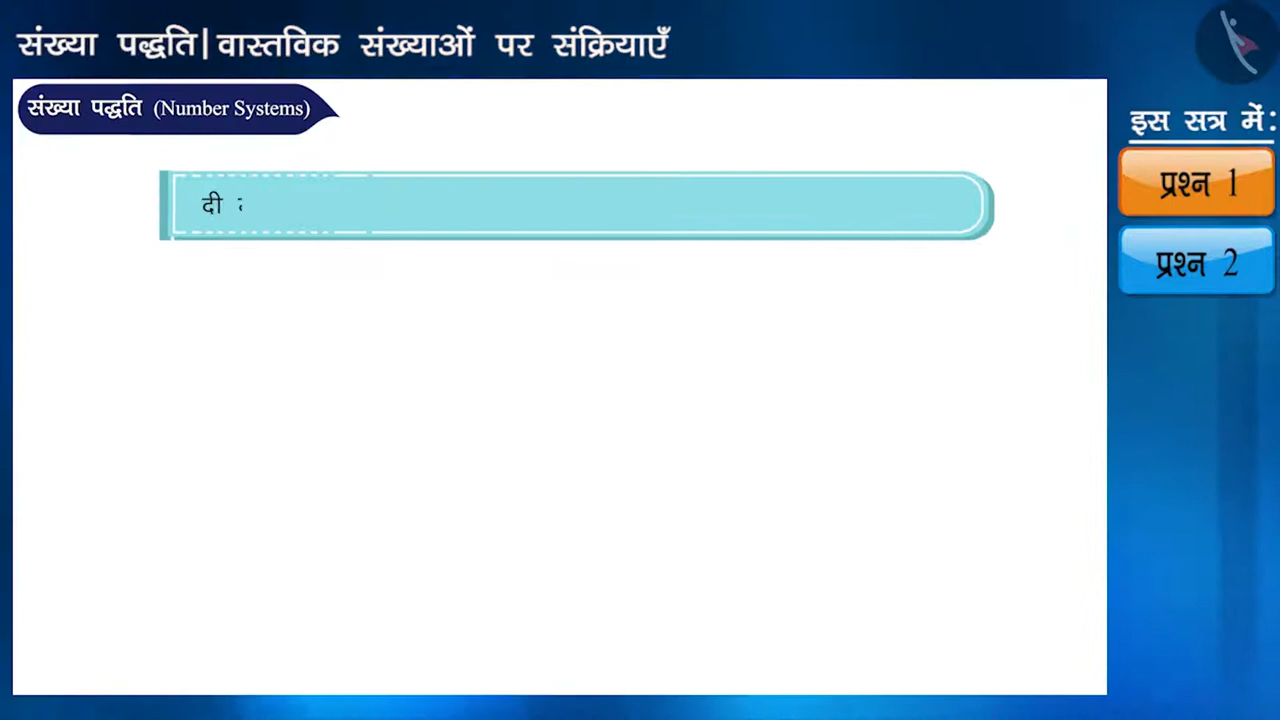 संख्या पद्धति|वास्तविक संख्याओं पर संक्रियाएँ
संख्या पद्धति (Number Systems)
इस सत्र में:
प्रश्न 1
दी
प्रश्न 2